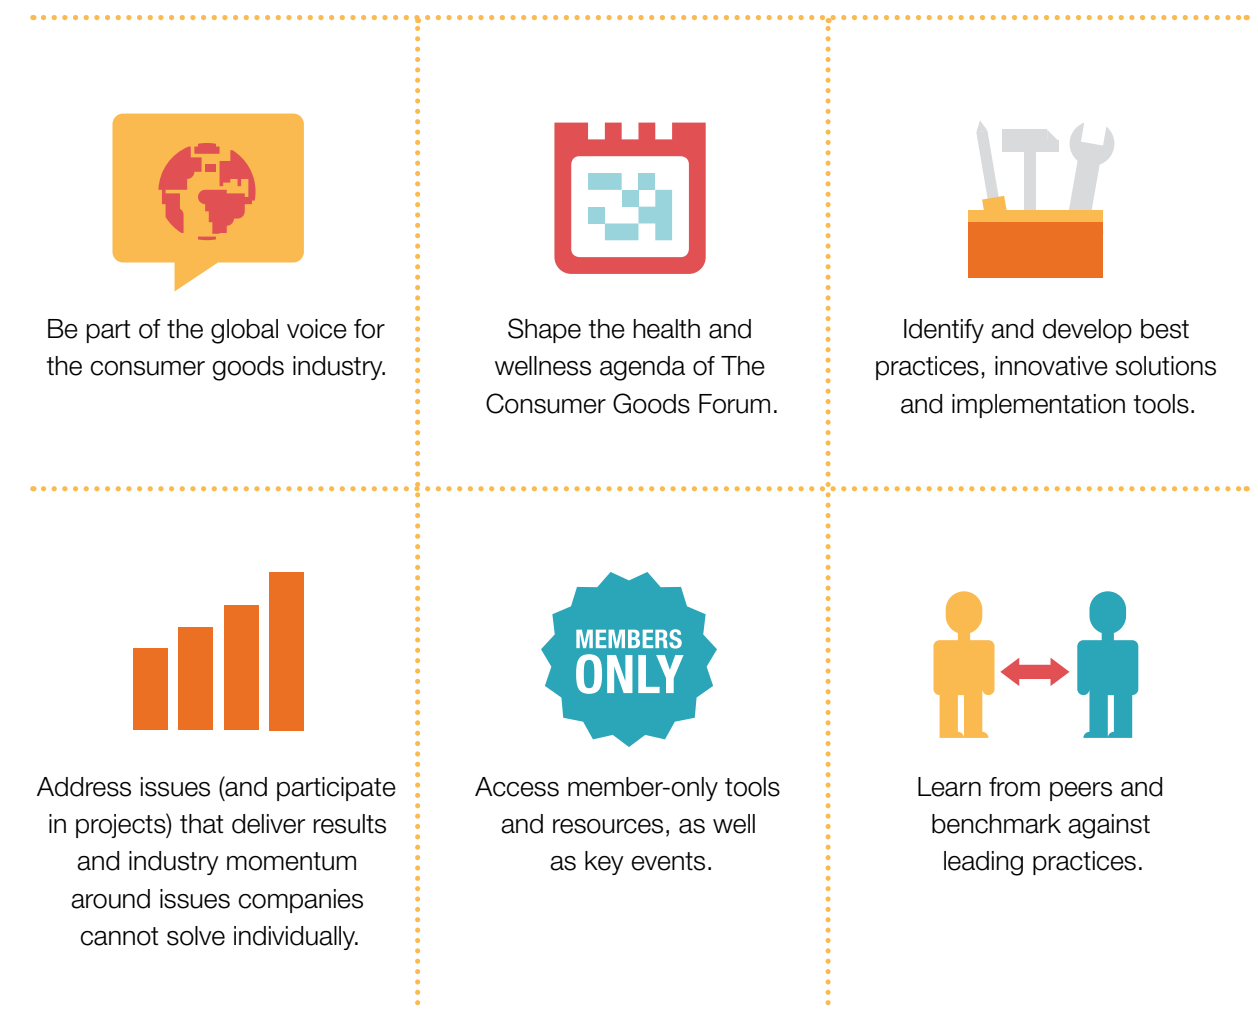 Be part of the global voice for
the consumer goods industry.
Shape the health and
wellness agenda of The
Consumer Goods Forum.
Identify and develop best
practices, innovative solutions
and implementation tools.
Address issues (and participate
in projects) that deliver results
and industry momentum
around issues companies
cannot solve individually.
MEMBERS
ONLY
Access member-only tools
and resources, as well
as key events.
Learn from peers and
benchmark against
leading practices.